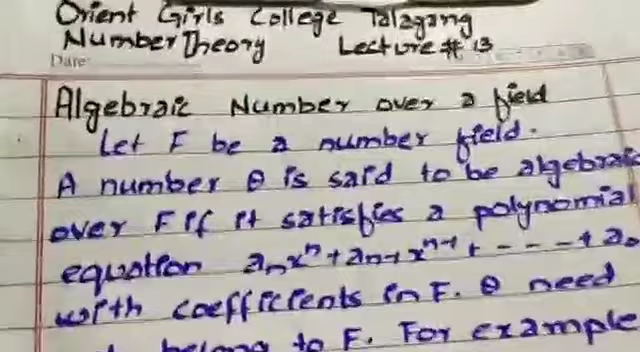 Orient Girls College Talagang
Number Theory Lecture # 13
Date:
Algebraic Number over a field
Let F be a number field.
A number θ is said to be algebraic
over F if it satisfies a polynomial
equation aₙxⁿ + aₙ₋₁xⁿ⁻¹ + - - - - + a₀
with coefficients in F. θ need
belong to F. For example